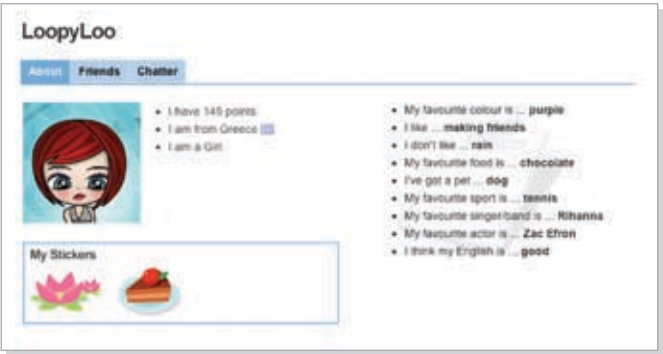 LoopyLoo
About Friends Chatter
• I have 145 points
• I am from Greece
• I am a Girl
• My favourite colour is ... purple
• I like ... making friends
• I don't like ... rain
• My favourite food is ... chocolate
• I've got a pet ... dog
• My favourite sport is ... tennis
• My favourite singer/band is ... Rihanna
• My favourite actor is ... Zac Efron
• I think my English is ... good
My Stickers